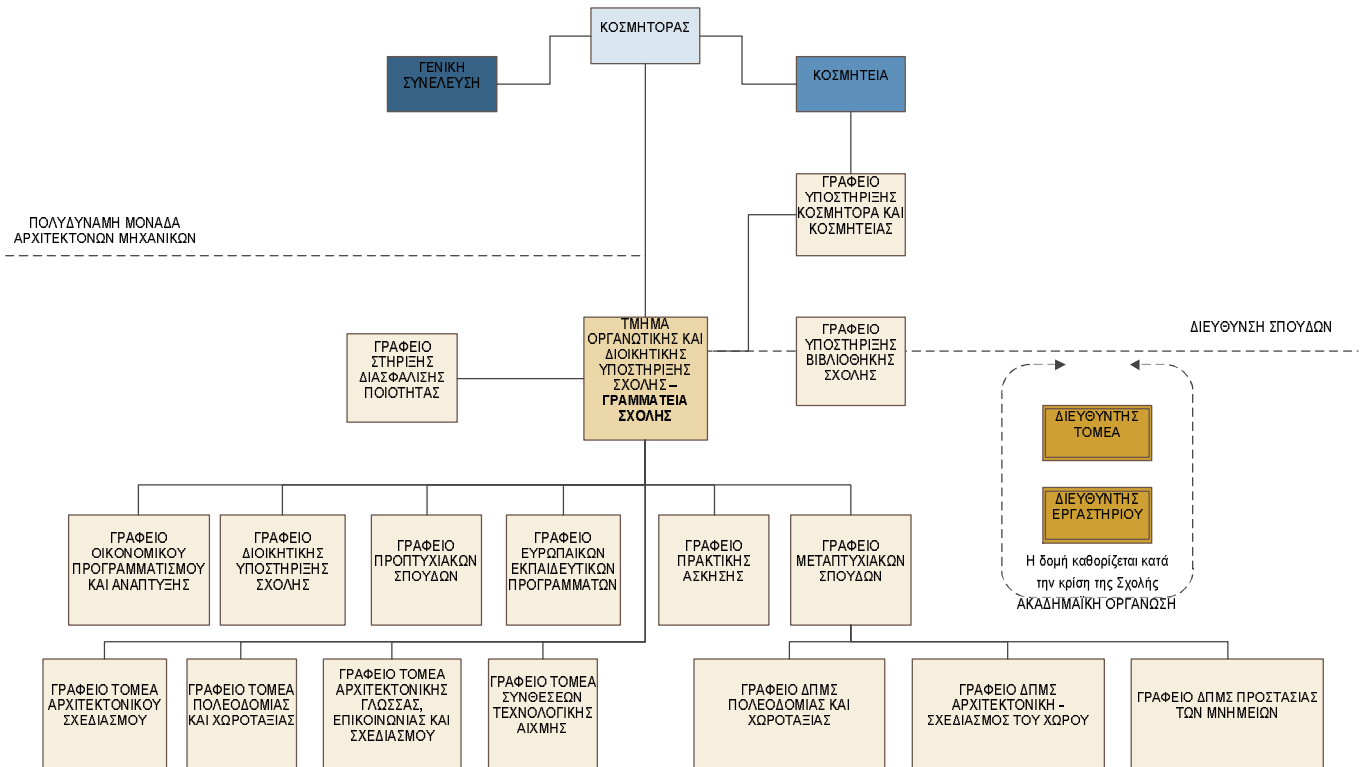 ΚΟΣΜΗΤΟΡΑΣ
ΓΕΝΙΚΗ
ΣΥΝΕΛΕΥΣΗ
ΚΟΣΜΗΤΕΙΑ
ΓΡΑΦΕΙΟ
ΥΠΟΣΤΗΡΙΞΗΣ
ΚΟΣΜΗΤΟΡΑ ΚΑΙ
ΚΟΣΜΗΤΕΙΑΣ
ΠΟΛΥΔΥΝΑΜΗ ΜΟΝΑΔΑ
ΑΡΧΙΤΕΚΤΟΝΩΝ ΜΗΧΑΝΙΚΩΝ
ΓΡΑΦΕΙΟ
ΣΤΗΡΙΞΗΣ
ΔΙΑΣΦΑΛΙΣΗΣ
ΠΟΙΟΤΗΤΑΣ
ΤΜΗΜΑ
ΟΡΓΑΝΩΤΙΚΗΣ ΚΑΙ
ΔΙΟΙΚΗΤΙΚΗΣ
ΥΠΟΣΤΗΡΙΞΗΣ
ΣΧΟΛΗΣ –
ΓΡΑΜΜΑΤΕΙΑ
ΣΧΟΛΗΣ
ΓΡΑΦΕΙΟ
ΥΠΟΣΤΗΡΙΞΗΣ
ΒΙΒΛΙΟΘΗΚΗΣ
ΣΧΟΛΗΣ
ΔΙΕΥΘΥΝΣΗ ΣΠΟΥΔΩΝ
ΔΙΕΥΘΥΝΤΗΣ
ΤΟΜΕΑ
ΔΙΕΥΘΥΝΤΗΣ
ΕΡΓΑΣΤΗΡΙΟΥ
Η δομή καθορίζεται κατά
την κρίση της Σχολής
ΑΚΑΔΗΜΑΪΚΗ ΟΡΓΑΝΩΣΗ
ΓΡΑΦΕΙΟ
ΟΙΚΟΝΟΜΙΚΟΥ
ΠΡΟΓΡΑΜΜΑΤΙΣΜΟΥ
ΚΑΙ ΑΝΑΠΤΥΞΗΣ
ΓΡΑΦΕΙΟ
ΔΙΟΙΚΗΤΙΚΗΣ
ΥΠΟΣΤΗΡΙΞΗΣ
ΣΧΟΛΗΣ
ΓΡΑΦΕΙΟ
ΠΡΟΠΤΥΧΙΑΚΩΝ
ΣΠΟΥΔΩΝ
ΓΡΑΦΕΙΟ
ΕΥΡΩΠΑΙΚΩΝ
ΕΚΠΑΙΔΕΥΤΙΚΩΝ
ΠΡΟΓΡΑΜΜΑΤΩΝ
ΓΡΑΦΕΙΟ
ΠΡΑΚΤΙΚΗΣ
ΑΣΚΗΣΗΣ
ΓΡΑΦΕΙΟ
ΜΕΤΑΠΤΥΧΙΑΚΩΝ
ΣΠΟΥΔΩΝ
ΓΡΑΦΕΙΟ ΤΟΜΕΑ
ΑΡΧΙΤΕΚΤΟΝΙΚΟΥ
ΣΧΕΔΙΑΣΜΟΥ
ΓΡΑΦΕΙΟ ΤΟΜΕΑ
ΠΟΛΕΟΔΟΜΙΑΣ
ΚΑΙ ΧΩΡΟΤΑΞΙΑΣ
ΓΡΑΦΕΙΟ ΤΟΜΕΑ
ΑΡΧΙΤΕΚΤΟΝΙΚΗΣ
ΓΛΩΣΣΑΣ,
ΕΠΙΚΟΙΝΩΝΙΑΣ ΚΑΙ
ΣΧΕΔΙΑΣΜΟΥ
ΓΡΑΦΕΙΟ ΤΟΜΕΑ
ΣΥΝΘΕΣΕΩΝ
ΤΕΧΝΟΛΟΓΙΚΗΣ
ΑΙΧΜΗΣ
ΓΡΑΦΕΙΟ ΔΠΜΣ
ΠΟΛΕΟΔΟΜΙΑΣ ΚΑΙ
ΧΩΡΟΤΑΞΙΑΣ
ΓΡΑΦΕΙΟ ΔΠΜΣ
ΑΡΧΙΤΕΚΤΟΝΙΚΗ –
ΣΧΕΔΙΑΣΜΟΣ ΤΟΥ ΧΩΡΟΥ
ΓΡΑΦΕΙΟ ΔΠΜΣ ΠΡΟΣΤΑΣΙΑΣ
ΤΩΝ ΜΝΗΜΕΙΩΝ